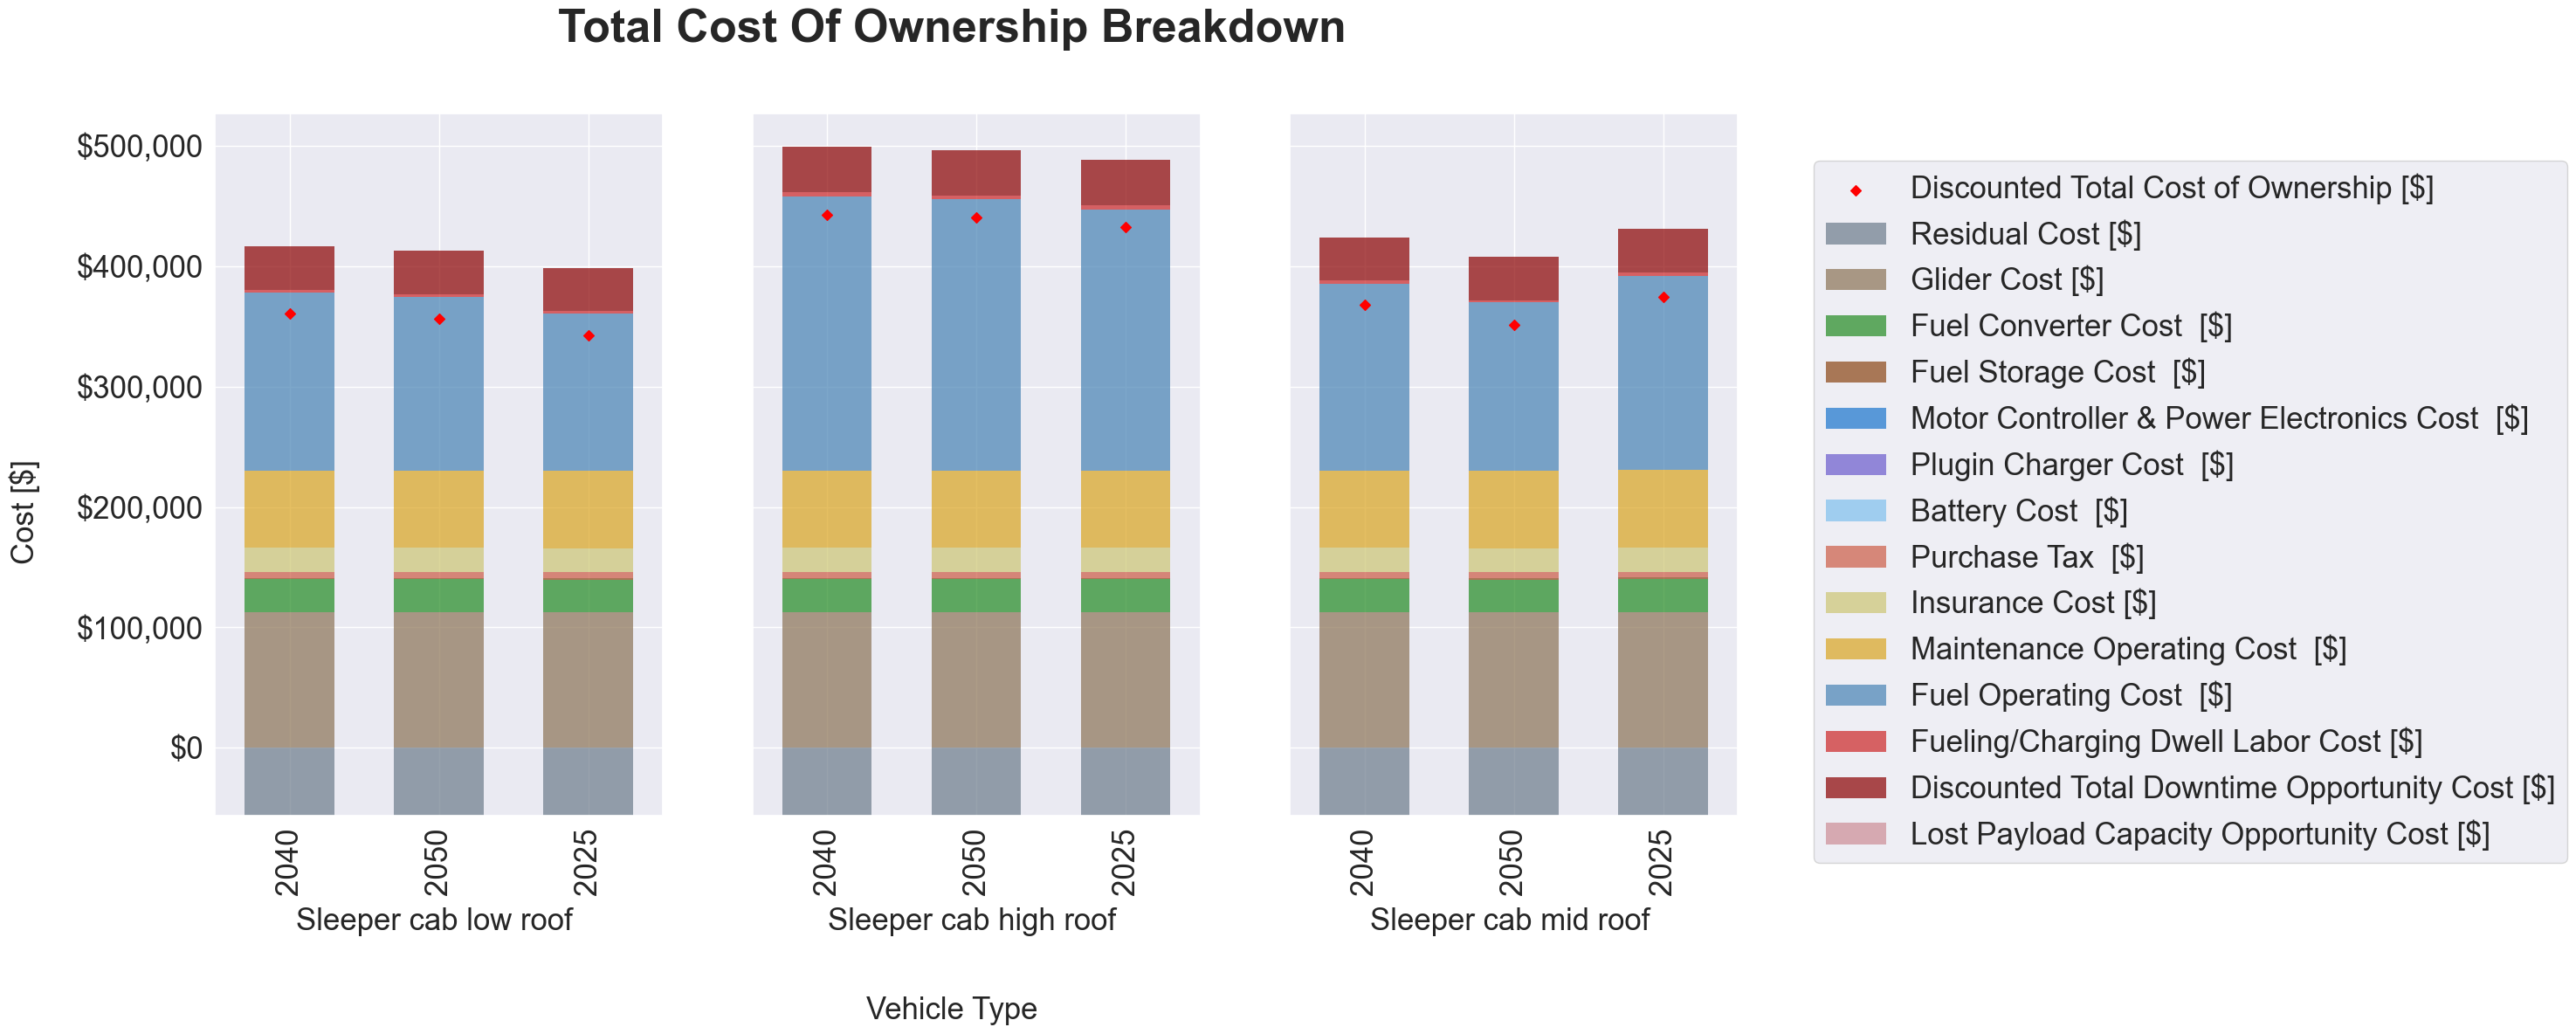 Total Cost Of Ownership Breakdown
Cost [$]
$500,000
$400,000
$300,000
$200,000
$100,000
$0
2040
2050
2025
Sleeper cab low roof
2040
2050
2025
Sleeper cab high roof
2040
2050
2025
Sleeper cab mid roof
Vehicle Type
Discounted Total Cost of Ownership [$]
Residual Cost [$]
Glider Cost [$]
Fuel Converter Cost  [$]
Fuel Storage Cost  [$]
Motor Controller & Power Electronics Cost  [$]
Plugin Charger Cost  [$]
Battery Cost  [$]
Purchase Tax  [$]
Insurance Cost [$]
Maintenance Operating Cost  [$]
Fuel Operating Cost  [$]
Fueling/Charging Dwell Labor Cost [$]
Discounted Total Downtime Opportunity Cost [$]
Lost Payload Capacity Opportunity Cost [$]